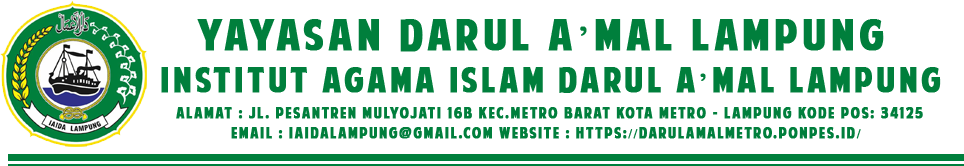 YAYASAN DARUL A'MAL LAMPUNG
INSTITUT AGAMA ISLAM DARUL A'MAL LAMPUNG
ALAMAT : JL. PESANTREN MULYOJATI 16B KEC.METRO BARAT KOTA METRO - LAMPUNG KODE POS: 34125
EMAIL : IAIDALAMPUNG@GMAIL.COM WEBSITE : HTTPS://DARULAMALMETRO.PONPES.ID/
IAIDA LAMPUNG